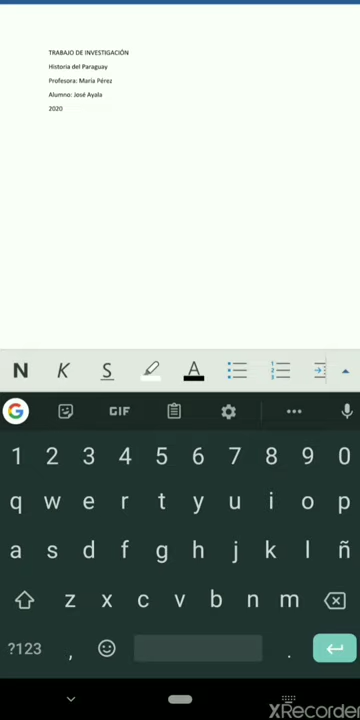 TRABAJO DE INVESTIGACIÓN
Historia del Paraguay
Profesora: María Pérez
Alumno: José Ayala
2020
N K S A
GIF
1 2 3 4 5 6 7 8 9 0
q w e r t y u i o p
a s d f g h j k l ñ
z x c v b n m
?123 , .
XRecorder